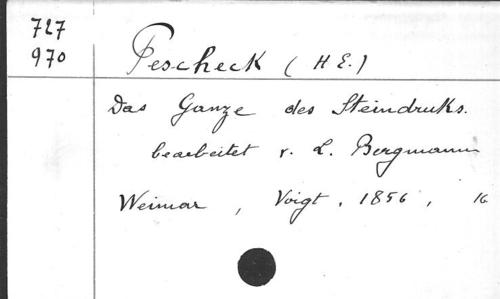 727
970
Pescheck (H E.)
Das Ganze des Steindruks.
bearbeitet v. L. Bergmann
Weimar, Voigt. 1856, 16